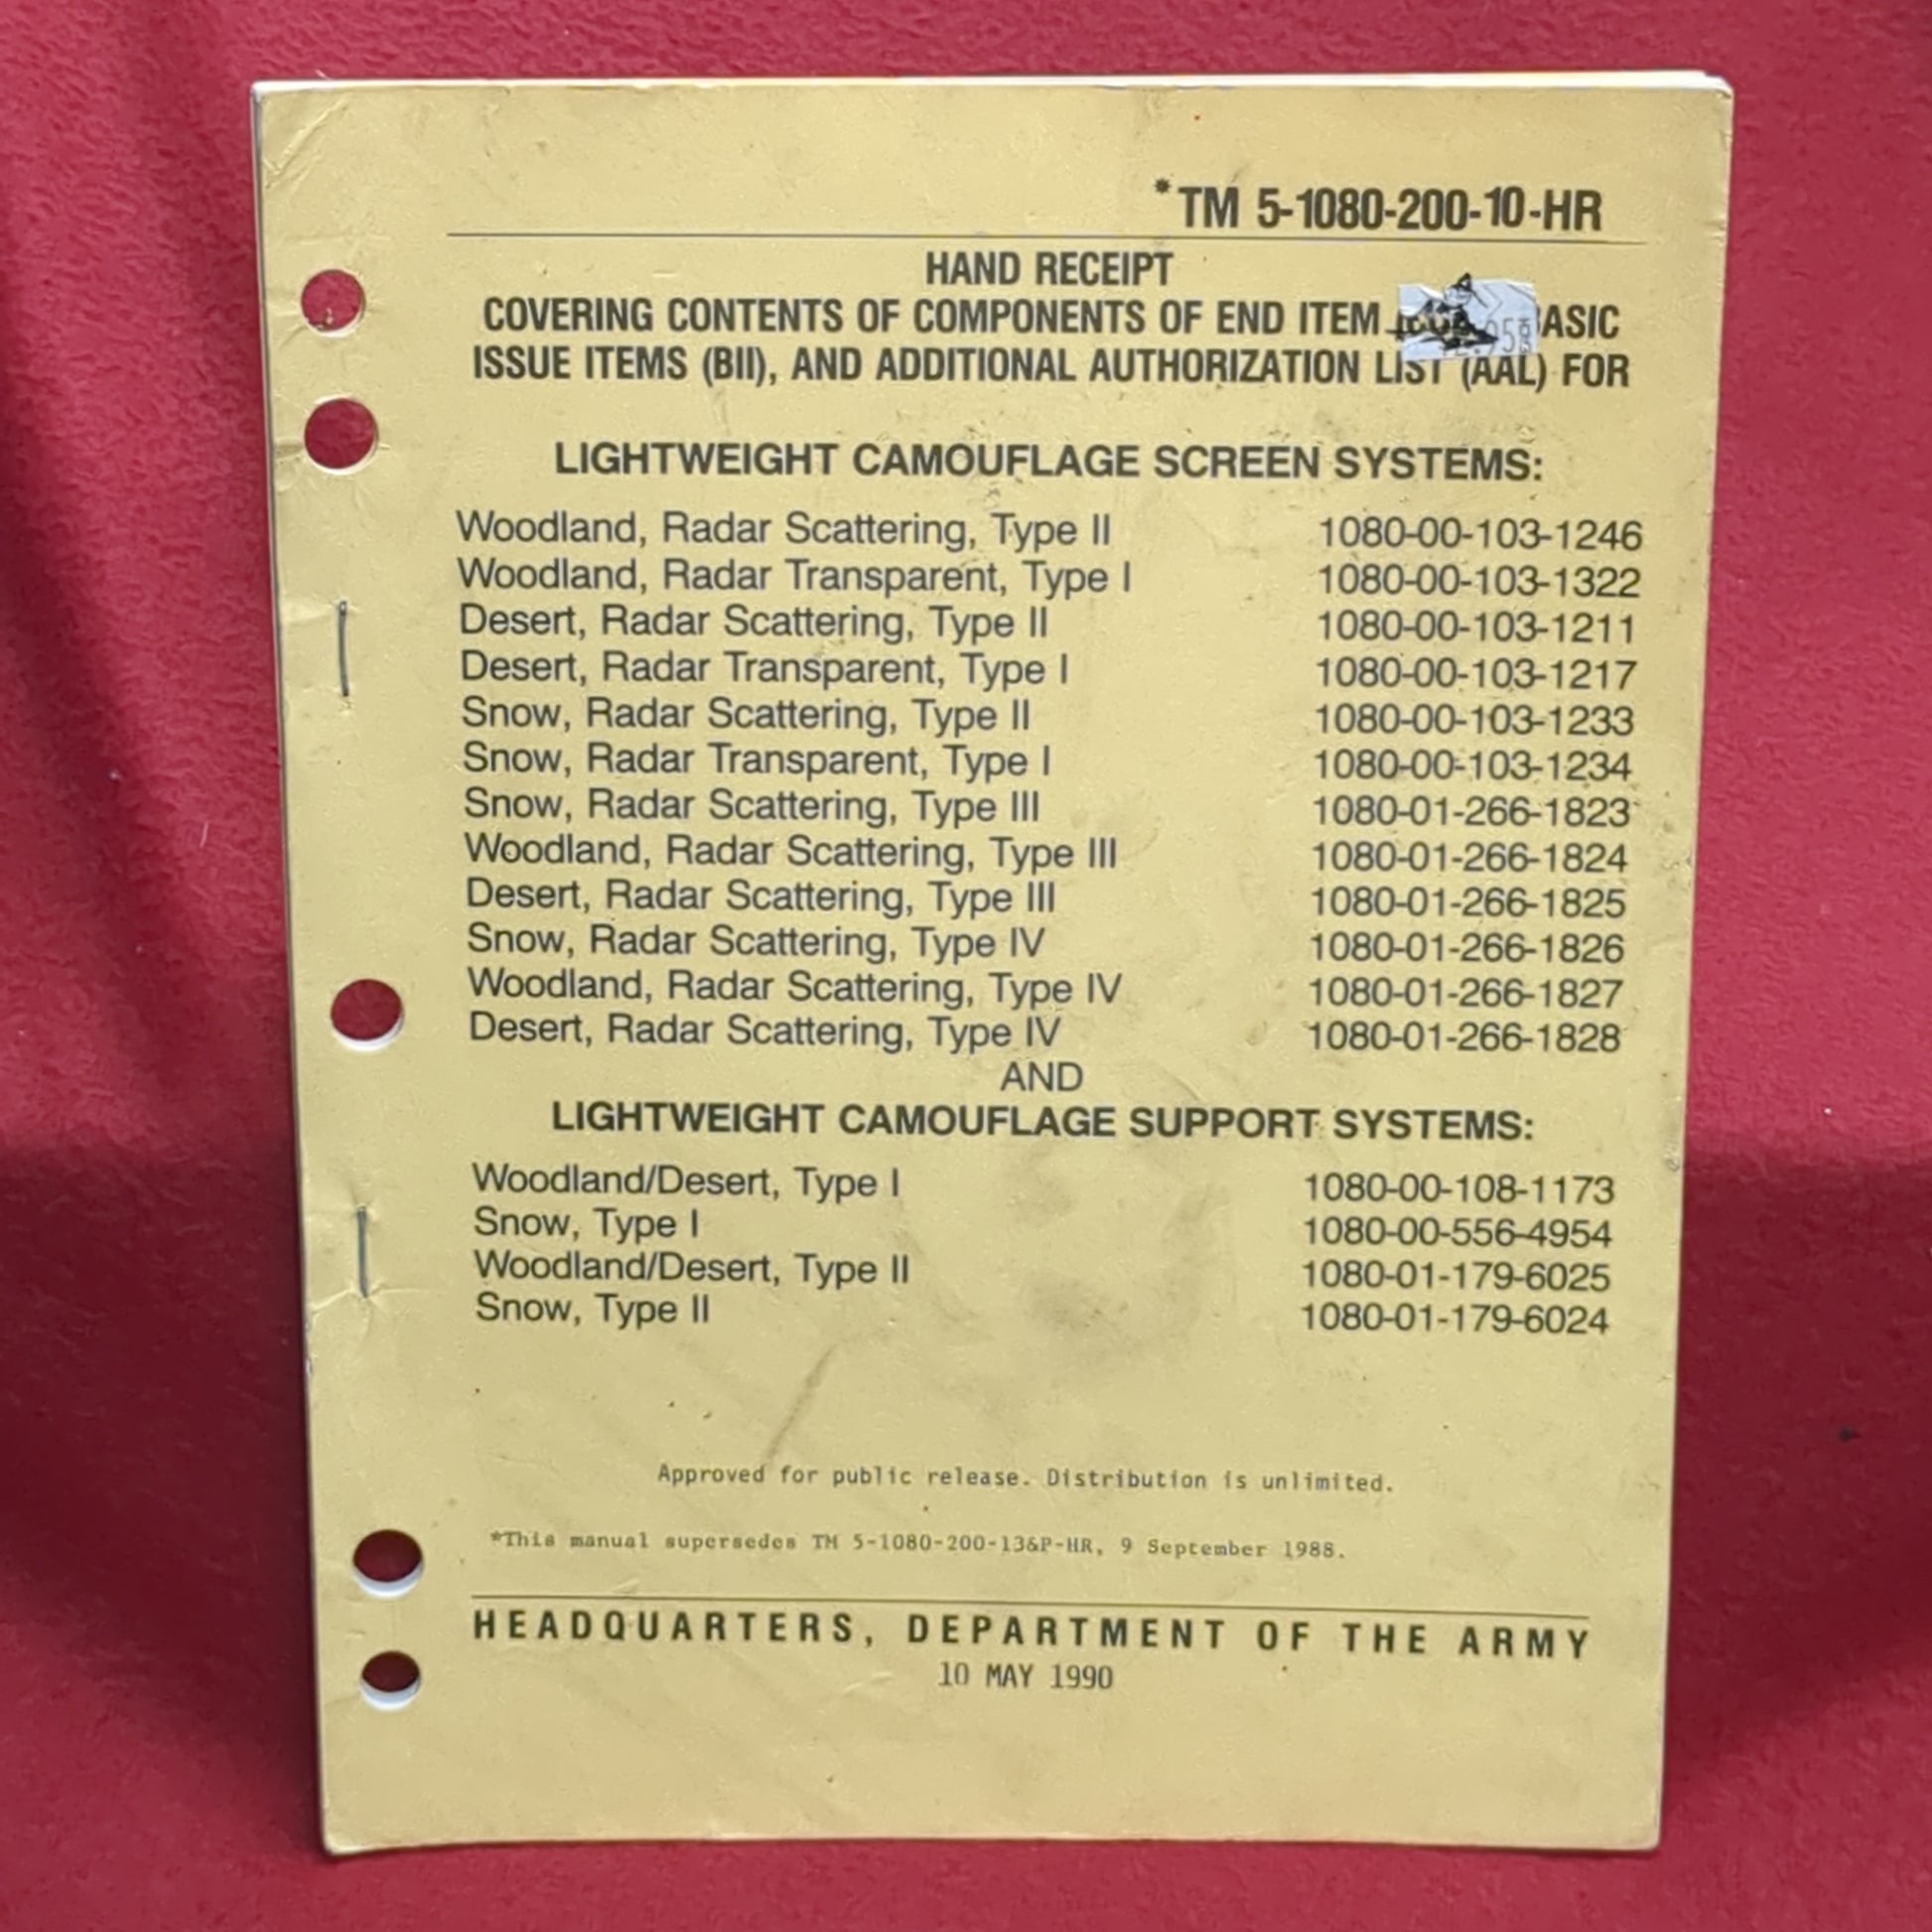 *TM 5-1080-200-10-HR
HAND RECEIPT
COVERING CONTENTS OF COMPONENTS OF END ITEM
ISSUE ITEMS (BII), AND ADDITIONAL AUTHORIZATION LIST (AAL) FOR
LIGHTWEIGHT CAMOUFLAGE SCREEN SYSTEMS:
Woodland, Radar Scattering, Type II 1080-00-103-1246
Woodland, Radar Transparent, Type I 1080-00-103-1322
Desert, Radar Scattering, Type II 1080-00-103-1211
Desert, Radar Transparent, Type I 1080-00-103-1217
Snow, Radar Scattering, Type II 1080-00-103-1233
Snow, Radar Transparent, Type I 1080-00-103-1234
Snow, Radar Scattering, Type III 1080-01-266-1823
Woodland, Radar Scattering, Type III 1080-01-266-1824
Desert, Radar Scattering, Type III 1080-01-266-1825
Snow, Radar Scattering, Type IV 1080-01-266-1826
Woodland, Radar Scattering, Type IV 1080-01-266-1827
Desert, Radar Scattering, Type IV 1080-01-266-1828
AND
LIGHTWEIGHT CAMOUFLAGE SUPPORT SYSTEMS:
Woodland/Desert, Type I 1080-00-108-1173
Snow, Type I 1080-00-556-4954
Woodland/Desert, Type II 1080-01-179-6025
Snow, Type II 1080-01-179-6024
Approved for public release. Distribution is unlimited.
*This manual supersedes TM 5-1080-200-13&P-HR, 9 September 1988.
HEADQUARTERS, DEPARTMENT OF THE ARMY
10 MAY 1990